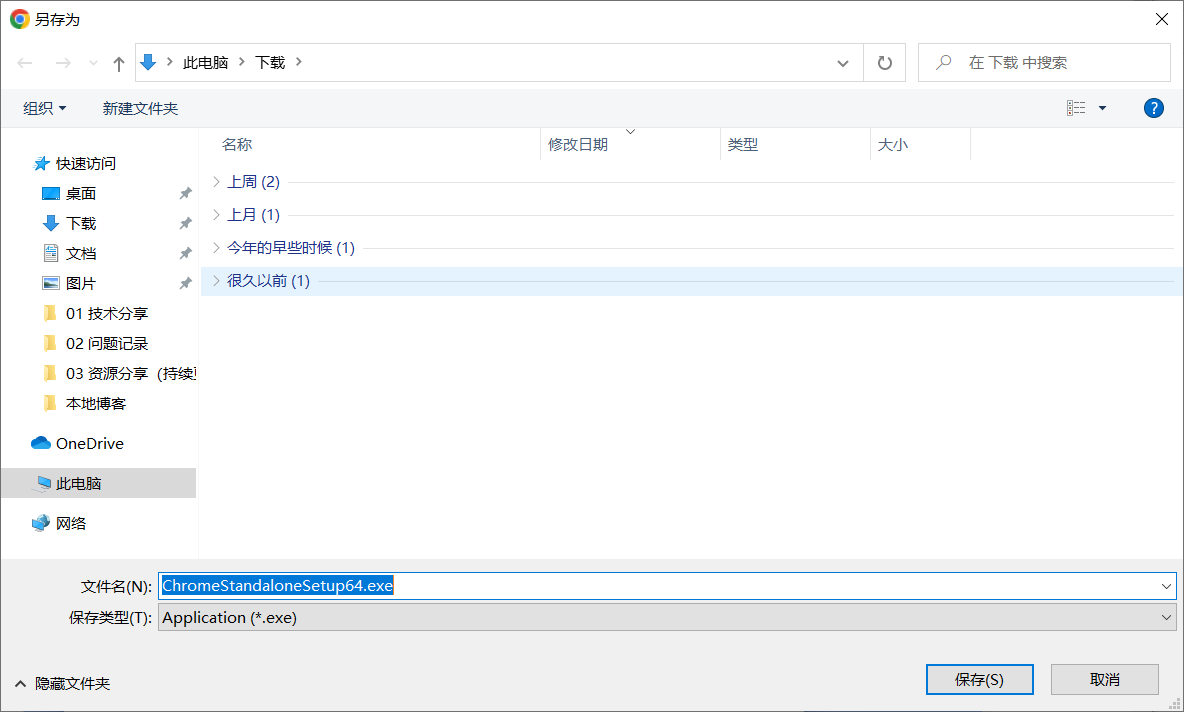 另存为
此电脑 下载
在 下载 中搜索
组织 新建文件夹
?
名称 修改日期 类型 大小
上周 (2)
上月 (1)
今年的早些时候 (1)
很久以前 (1)
快速访问
桌面
下载
文档
图片
01 技术分享
02 问题记录
03 资源分享（持续
本地博客
OneDrive
此电脑
网络
文件名(N): ChromeStandaloneSetup64.exe
保存类型(T): Application (*.exe)
隐藏文件夹
保存(S) 取消